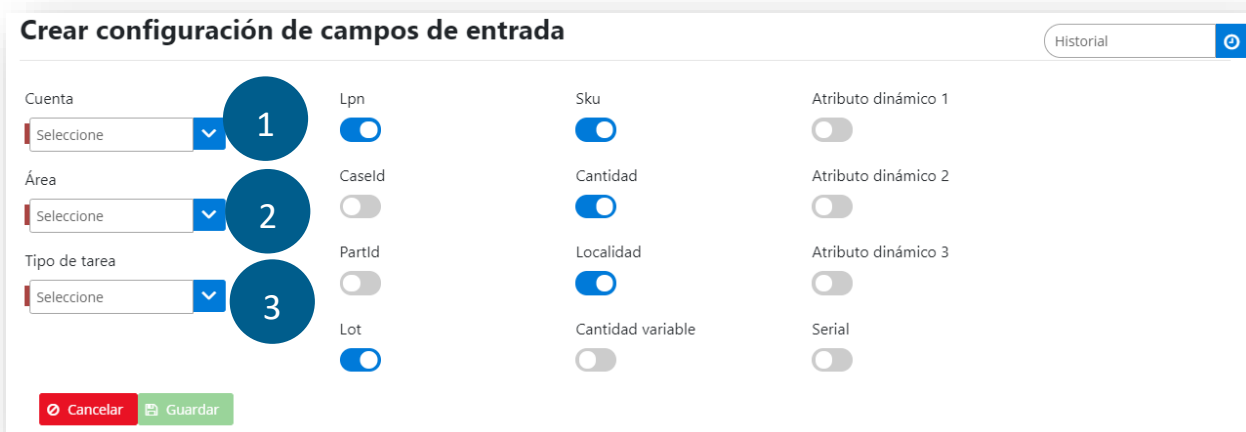 Crear configuración de campos de entrada
Historial
Cuenta
Lpn
Sku
Atributo dinámico 1
Seleccione
1
Área
CaseId
Cantidad
Atributo dinámico 2
Seleccione
2
Tipo de tarea
PartId
Localidad
Atributo dinámico 3
Seleccione
3
Lot
Cantidad variable
Serial
Cancelar
Guardar